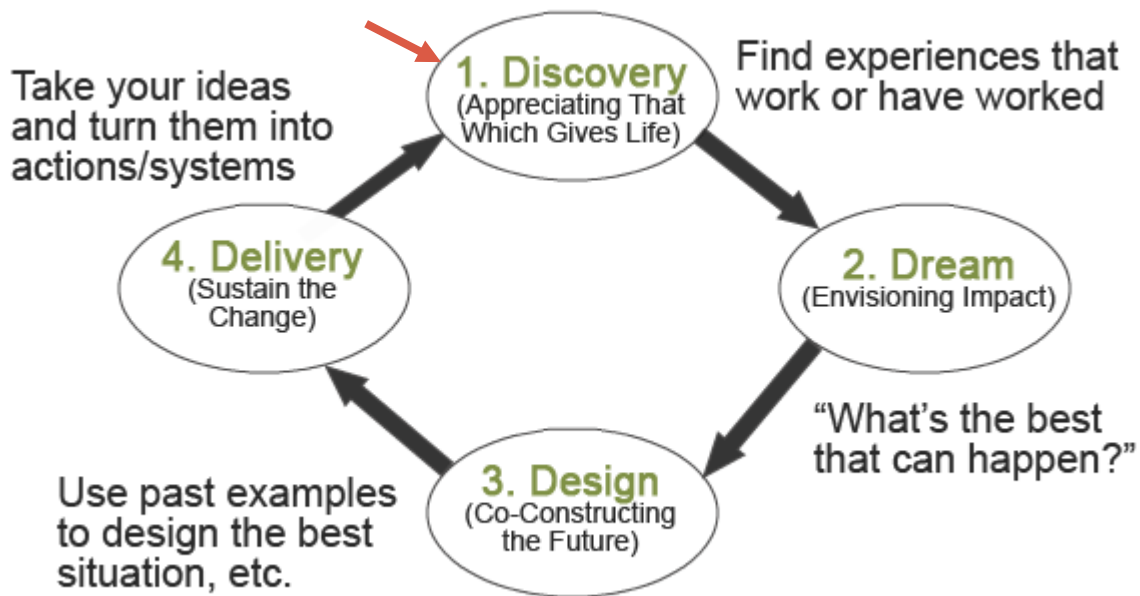 1. Discovery
(Appreciating That
Which Gives Life)
Find experiences that
work or have worked
2. Dream
(Envisioning Impact)
“What’s the best
that can happen?”
3. Design
(Co-Constructing
the Future)
Use past examples
to design the best
situation, etc.
4. Delivery
(Sustain the
Change)
Take your ideas
and turn them into
actions/systems